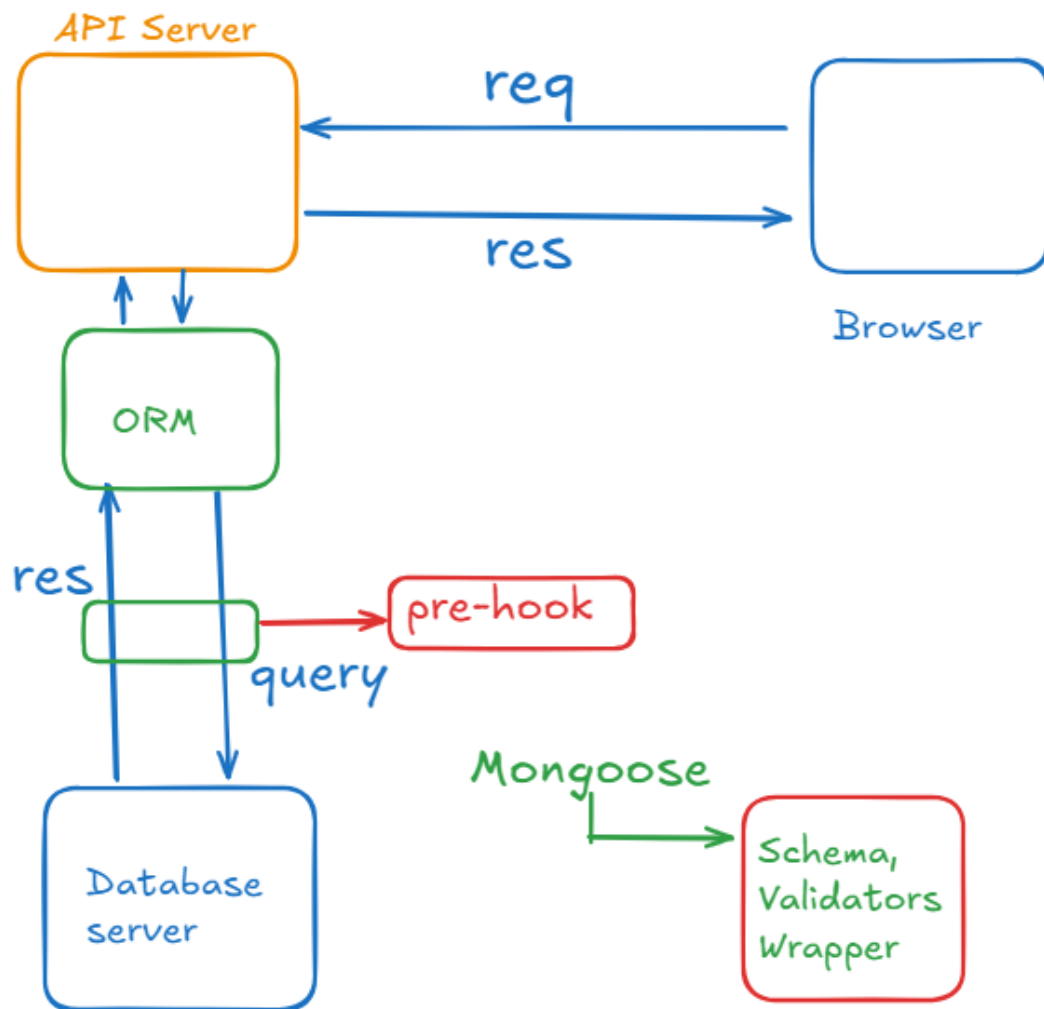 API Server
req
res
Browser
ORM
res
pre-hook
query
Mongoose
Schema,
Validators
Wrapper
Database
server